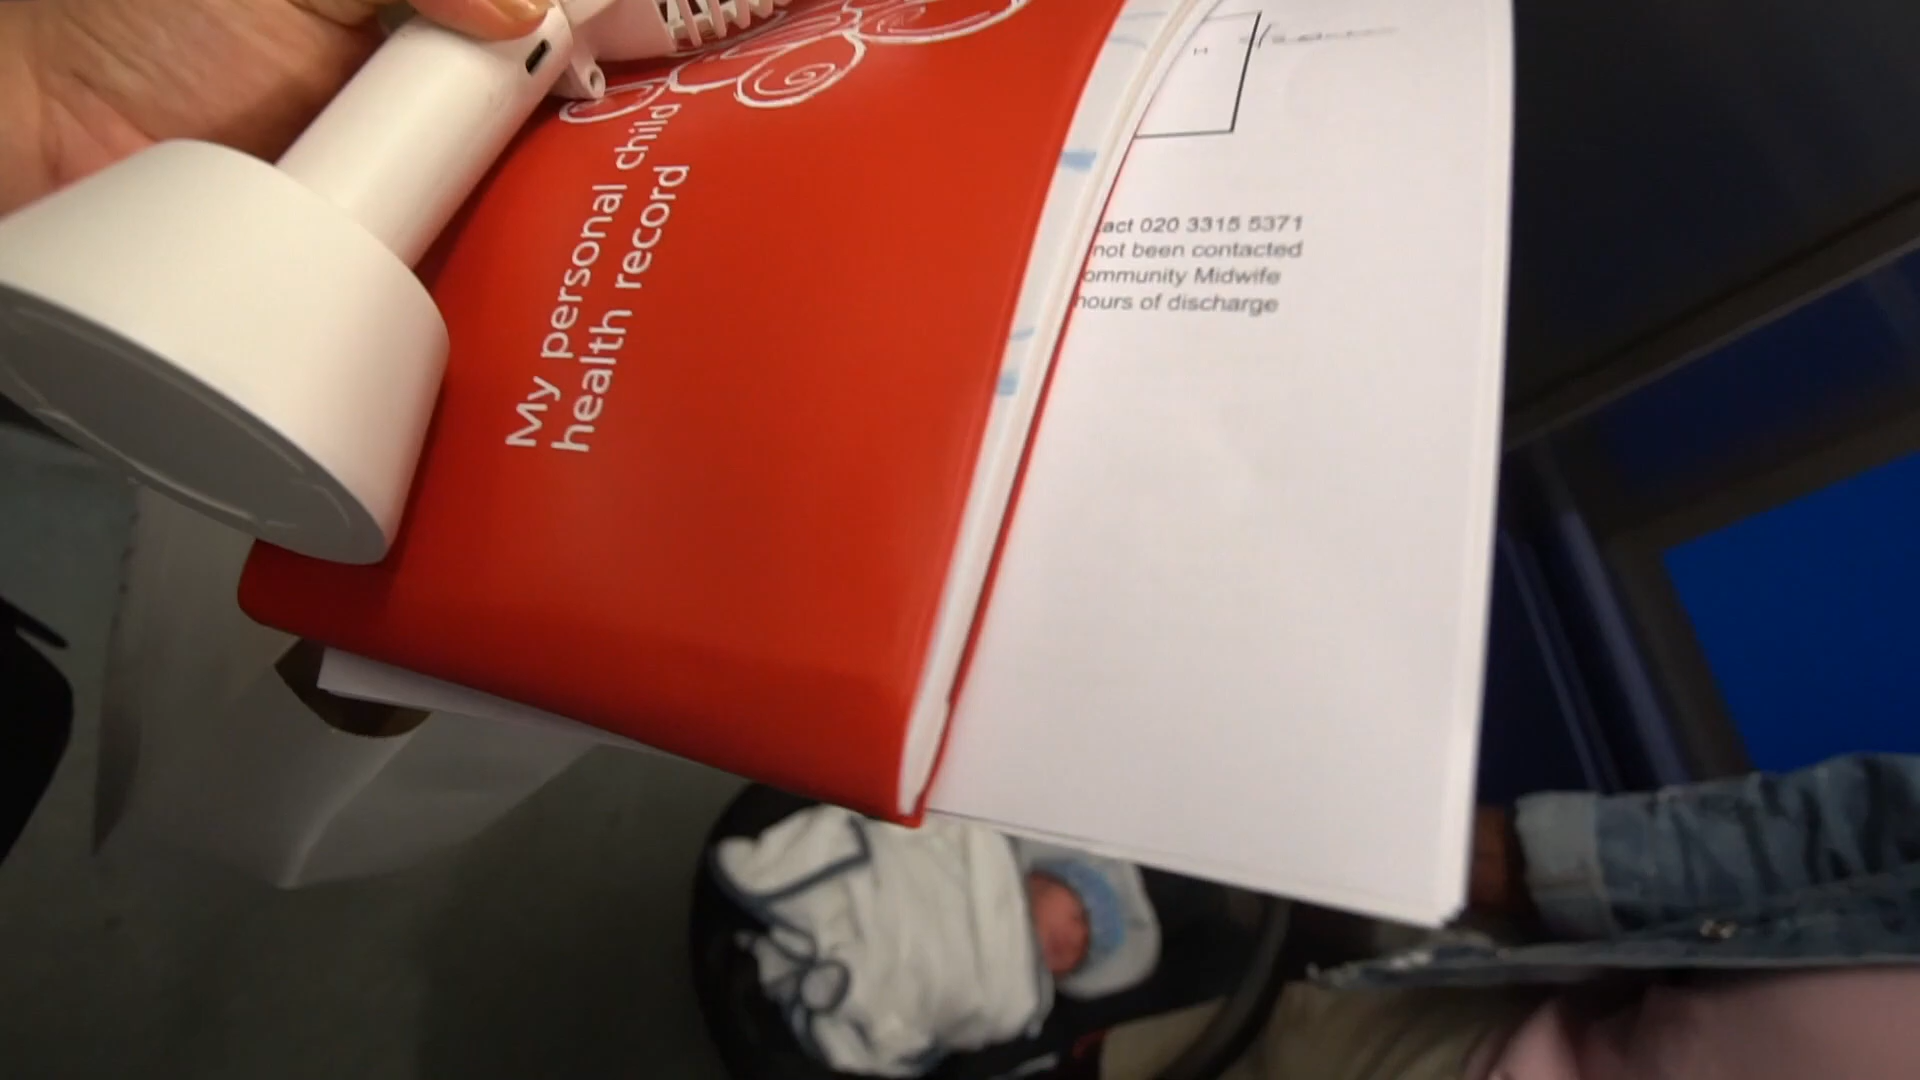 My personal child
health record
act 020 3315 5371
not been contacted
ommunity Midwife
hours of discharge